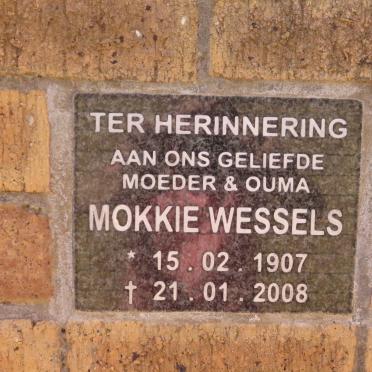 TER HERINNERING
AAN ONS GELIEFDE
MOEDER & OUMA
MOKKIE WESSELS
* 15 . 02 . 1907
† 21 . 01 . 2008